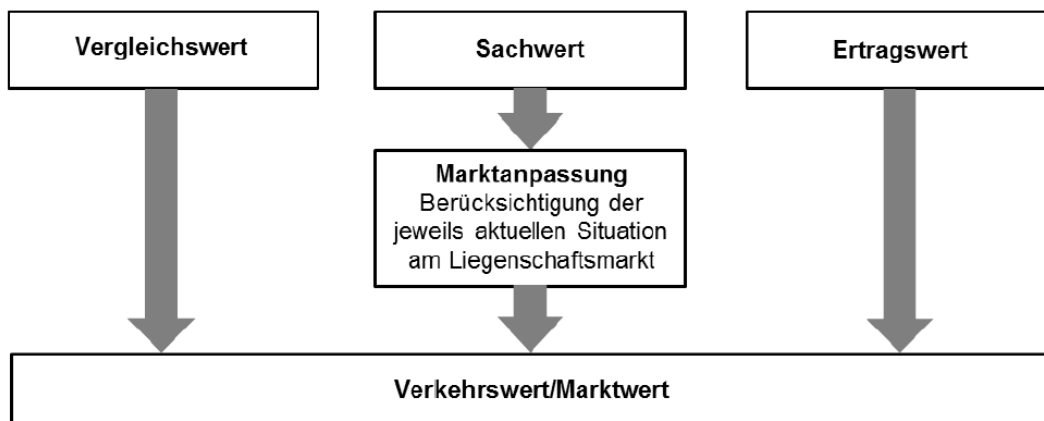 Vergleichswert
Sachwert
Ertragswert
Marktanpassung
Berücksichtigung der
jeweils aktuellen Situation
am Liegenschaftsmarkt
Verkehrswert/Marktwert